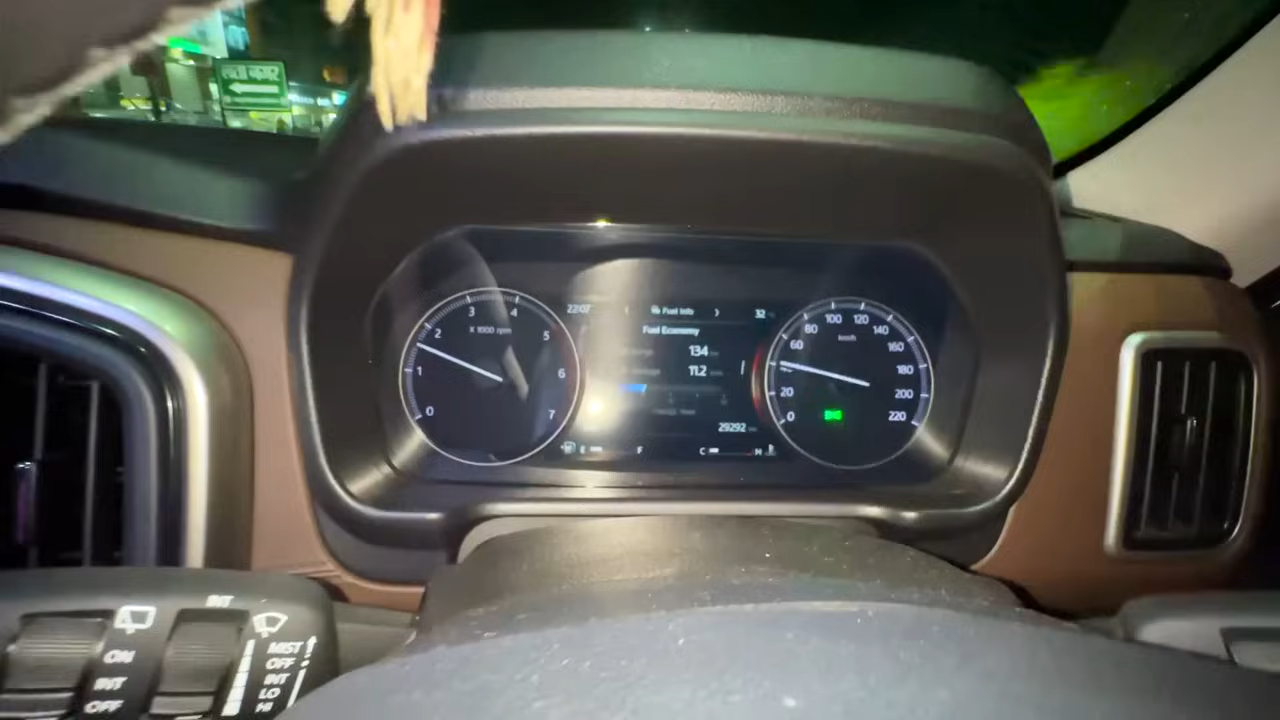 लता नगर
22:07
Fuel Info
32
Fuel Economy
134
11.2
29292
E
F
C
H
0
1
2
3
4
5
6
7
X 1000 rpm
0
20
60
80
100
120
140
160
180
200
220
km/h
INT
ON
INT
OFF
MIST
OFF
INT
LO
HI